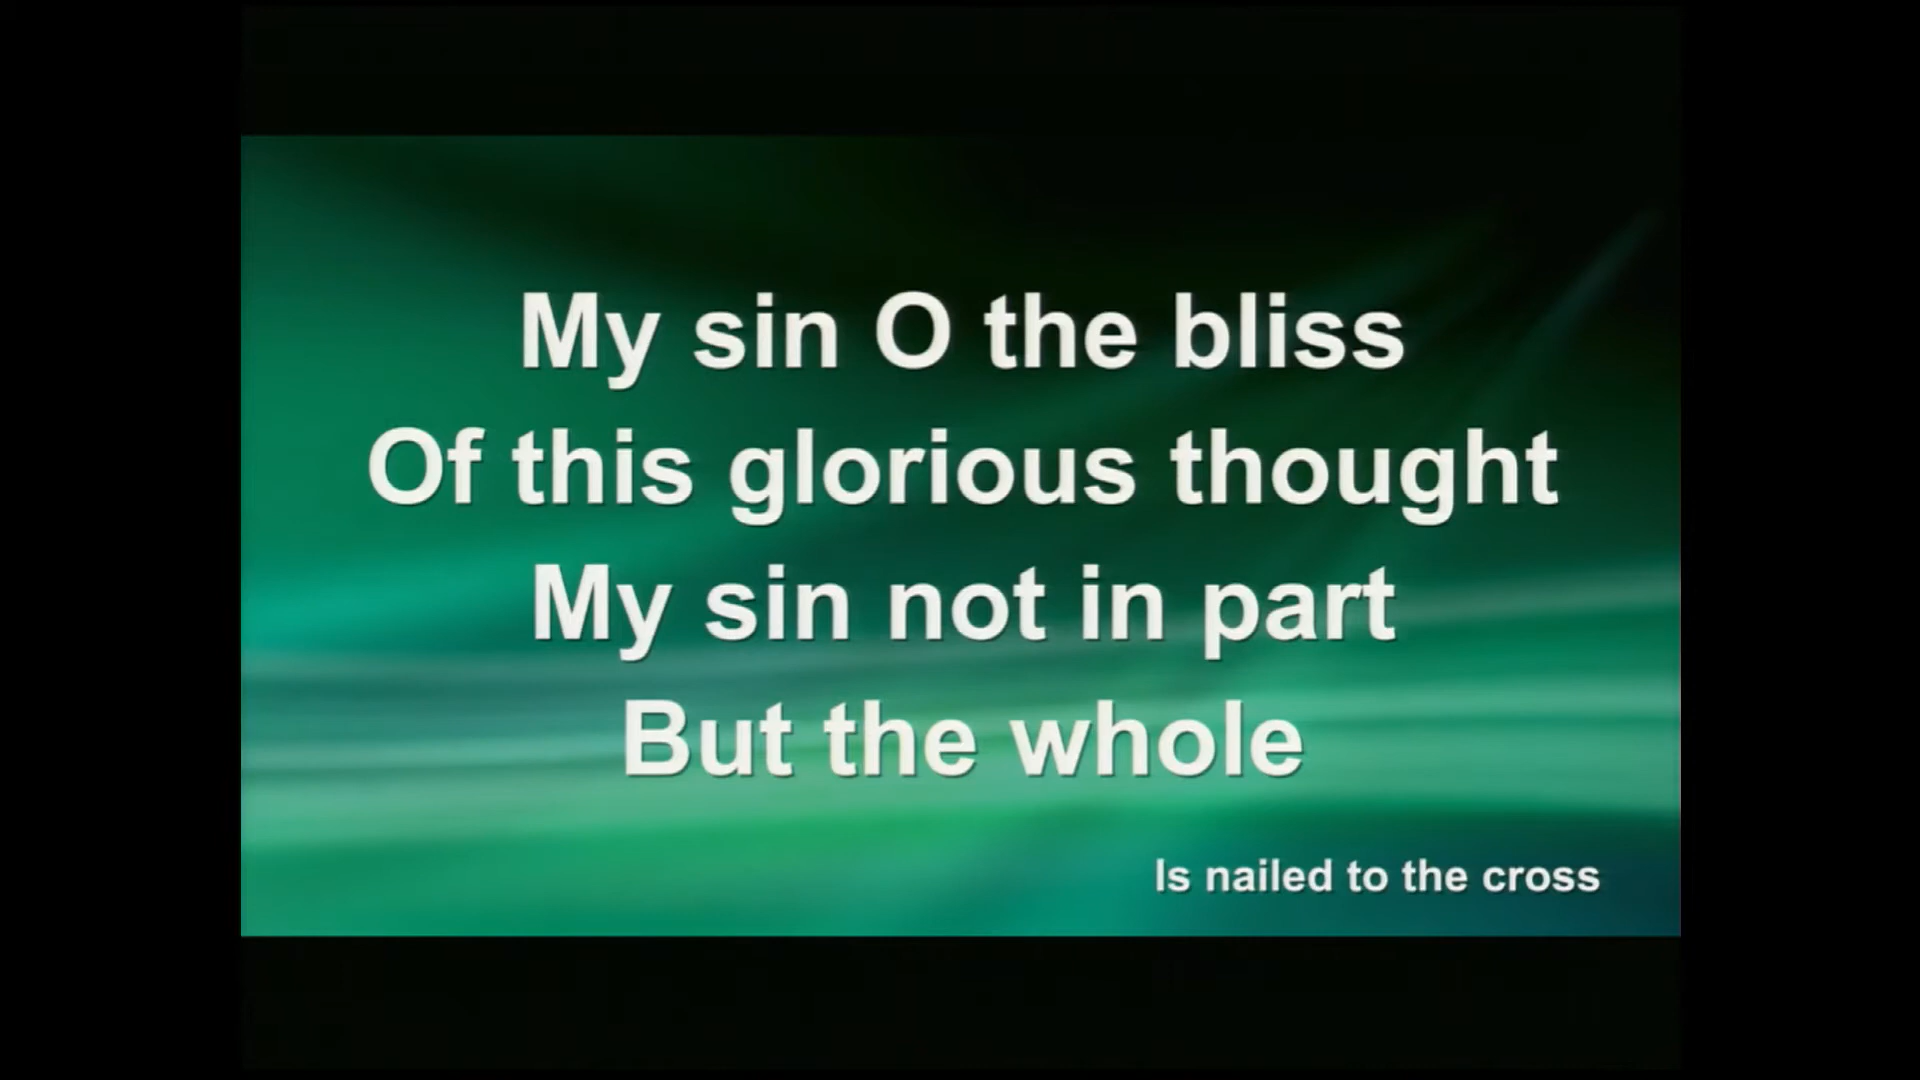 My sin O the bliss
Of this glorious thought
My sin not in part
But the whole
Is nailed to the cross